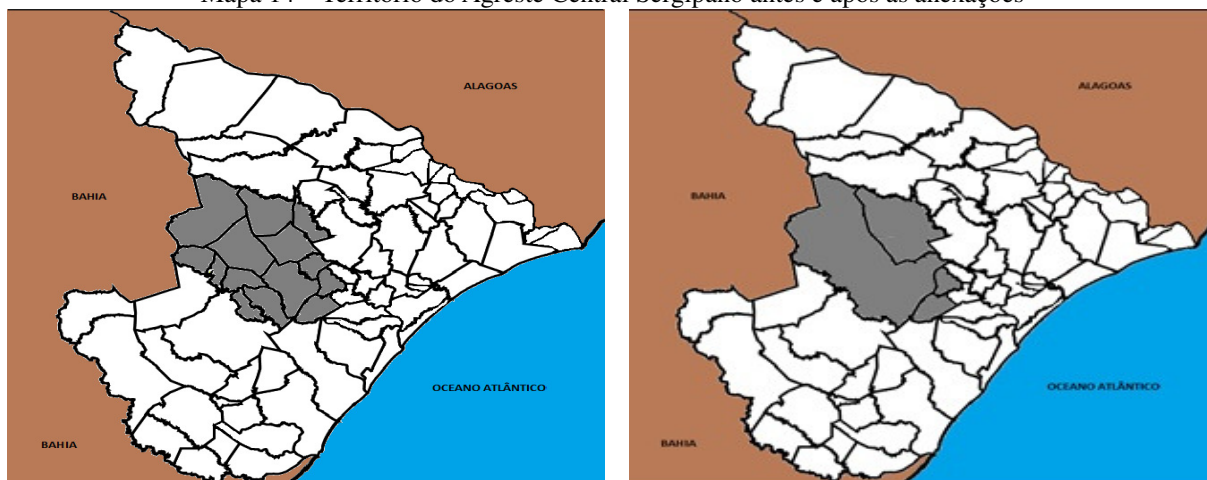 Mapa 14 – Território do Agreste Central Sergipano antes e após as anexações
ALAGOAS
BAHIA
OCEANO ATLÂNTICO
BAHIA
ALAGOAS
BAHIA
OCEANO ATLÂNTICO
BAHIA